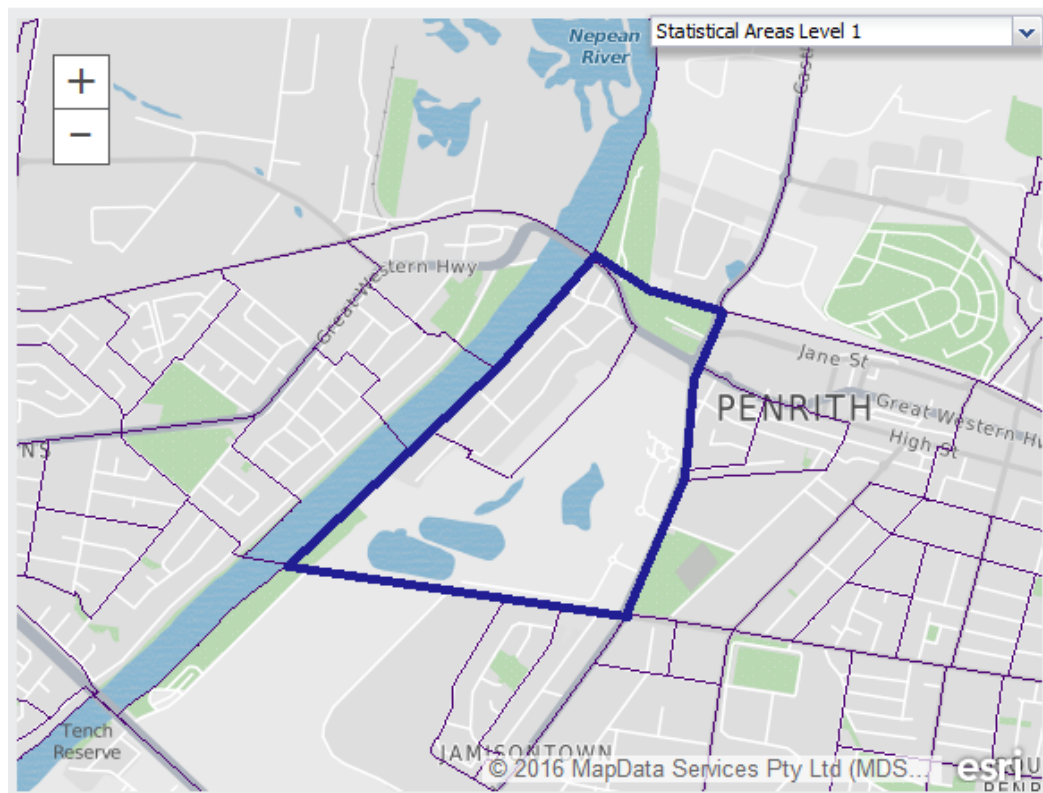 Nepean
River
Statistical Areas Level 1
+
−
Great Western Hwy
Jane St
PENRITH
Great Western Hw
High St
NS
Tench
Reserve
JAMISONTOWN
© 2016 MapData Services Pty Ltd (MDS...
esri